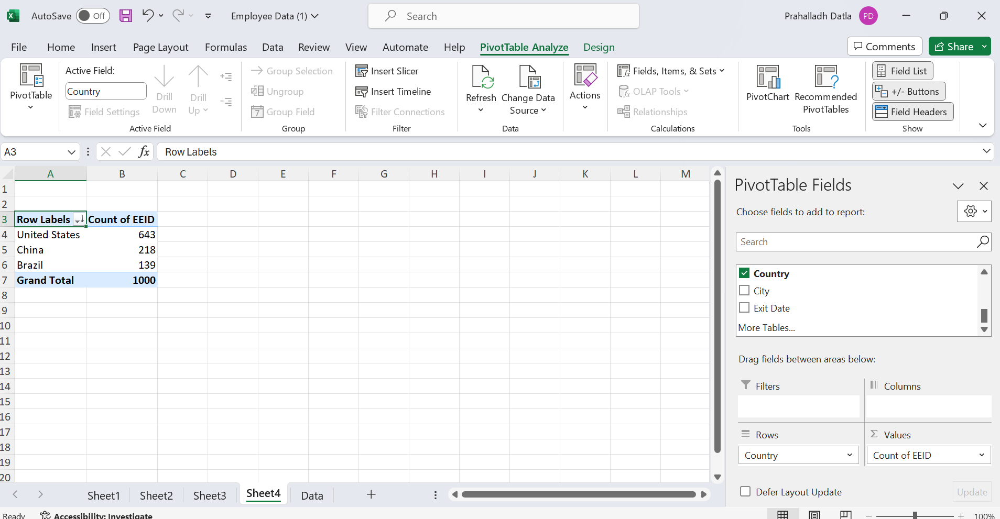 AutoSave Off Employee Data (1) Search Prahalladh Datla PD
File Home Insert Page Layout Formulas Data Review View Automate Help PivotTable Analyze Design Comments Share
PivotTable
Active Field:
Country
Field Settings
Drill Down
Drill Up
Active Field
Group Selection
Ungroup
7 Group Field
Group
Insert Slicer
Insert Timeline
Filter Connections
Filter
Refresh
Change Data Source
Data
Actions
Fields, Items, & Sets
OLAP Tools
Relationships
Calculations
PivotChart
Recommended PivotTables
Tools
Field List
+/- Buttons
Field Headers
Show
A3 fx Row Labels
A B C D E F G H I J K L M
1
2
3 Row Labels Count of EEID
4 United States 643
5 China 218
6 Brazil 139
7 Grand Total 1000
8
9
10
11
12
13
14
15
16
17
18
19
20
PivotTable Fields
Choose fields to add to report:
Search
Country
City
Exit Date
More Tables...
Drag fields between areas below:
Filters
Columns
Rows
Σ Values
Country
Count of EEID
Defer Layout Update
Update
Sheet1 Sheet2 Sheet3 Sheet4 Data +
Ready Accessibility: Investigate 100%